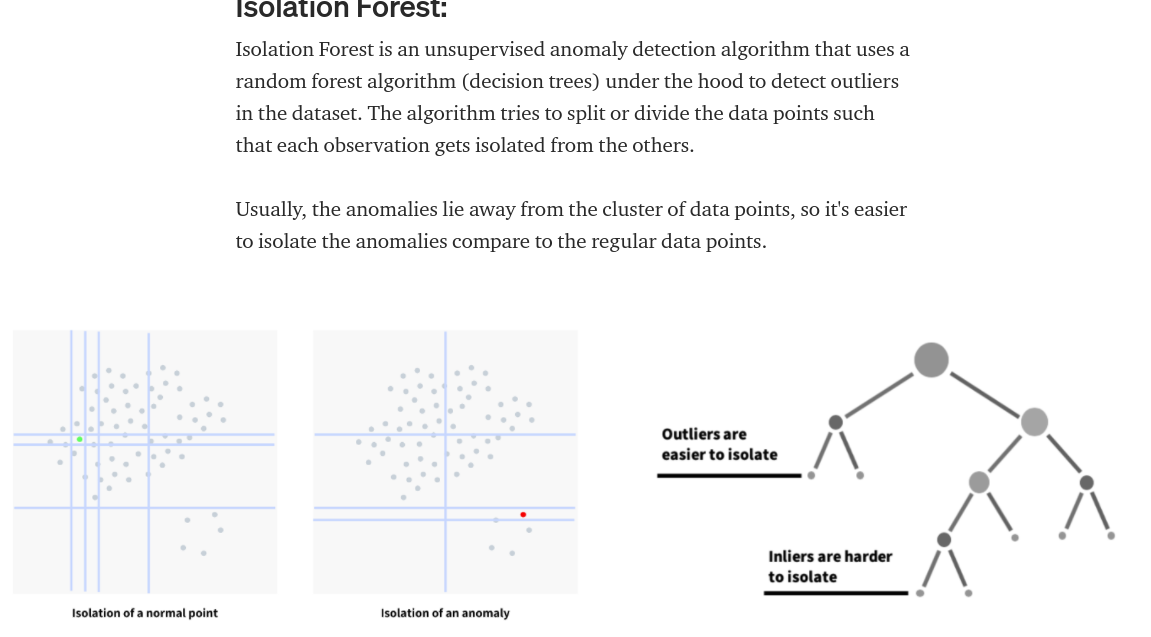 Isolation Forest:
Isolation Forest is an unsupervised anomaly detection algorithm that uses a
random forest algorithm (decision trees) under the hood to detect outliers
in the dataset. The algorithm tries to split or divide the data points such
that each observation gets isolated from the others.
Usually, the anomalies lie away from the cluster of data points, so it's easier
to isolate the anomalies compare to the regular data points.
Outliers are
easier to isolate
Inliers are harder
to isolate
Isolation of a normal point
Isolation of an anomaly